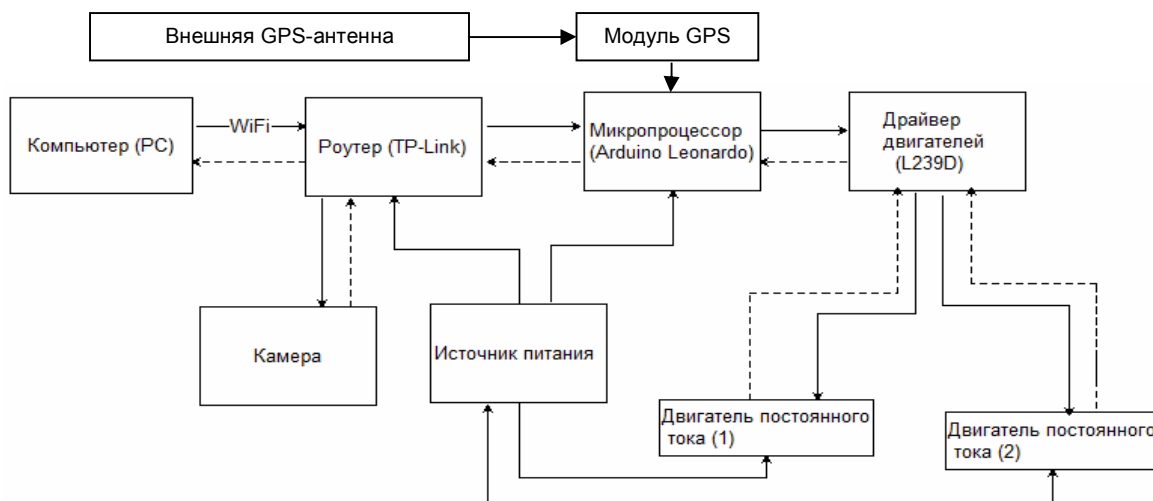 Внешняя GPS-антенна
Модуль GPS
Компьютер (PC)
WiFi
Роутер (TP-Link)
Микропроцессор
(Arduino Leonardo)
Драйвер
двигателей
(L239D)
Камера
Источник питания
Двигатель постоянного
тока (1)
Двигатель постоянного
тока (2)